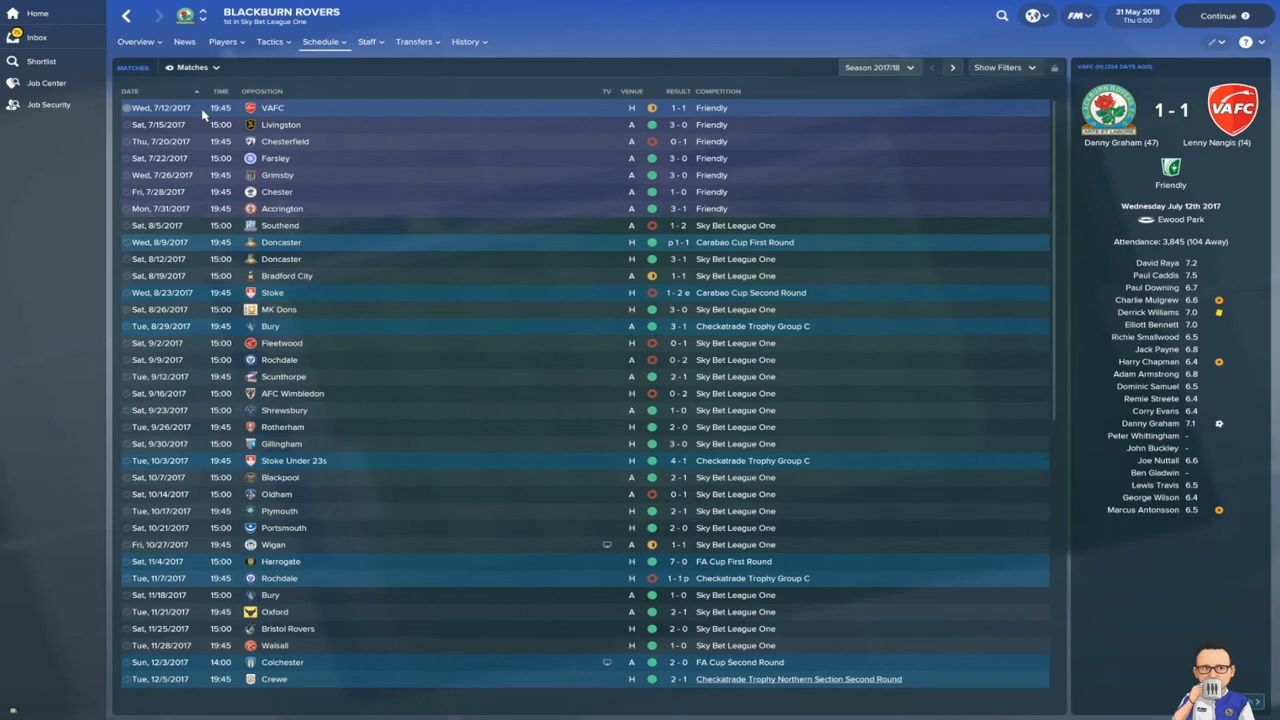 Home
Inbox
Shortlist
Job Center
Job Security
BLACKBURN ROVERS
1st in Sky Bet League One
FM
31 May 2018
Thu 0:00
Continue
Overview News Players Tactics Schedule Staff Transfers History
?
MATCHES Matches Season 2017/18 Show Filters
DATE TIME OPPOSITION TV VENUE RESULT COMPETITION
Wed, 7/12/2017 19:45 VAFC H 1 - 1 Friendly
Sat, 7/15/2017 15:00 Livingston A 3 - 0 Friendly
Thu, 7/20/2017 19:45 Chesterfield A 0 - 1 Friendly
Sat, 7/22/2017 15:00 Farsley A 3 - 0 Friendly
Wed, 7/26/2017 19:45 Grimsby A 3 - 0 Friendly
Fri, 7/28/2017 19:45 Chester A 1 - 0 Friendly
Mon, 7/31/2017 19:45 Accrington A 3 - 1 Friendly
Sat, 8/5/2017 15:00 Southend A 1 - 2 Sky Bet League One
Wed, 8/9/2017 19:45 Doncaster H p 1 - 1 Carabao Cup First Round
Sat, 8/12/2017 15:00 Doncaster H 3 - 1 Sky Bet League One
Sat, 8/19/2017 15:00 Bradford City A 1 - 1 Sky Bet League One
Wed, 8/23/2017 19:45 Stoke H 1 - 2 e Carabao Cup Second Round
Sat, 8/26/2017 15:00 MK Dons H 3 - 0 Sky Bet League One
Tue, 8/29/2017 19:45 Bury A 3 - 1 Checkatrade Trophy Group C
Sat, 9/2/2017 15:00 Fleetwood H 0 - 1 Sky Bet League One
Sat, 9/9/2017 15:00 Rochdale A 0 - 2 Sky Bet League One
Tue, 9/12/2017 19:45 Scunthorpe A 2 - 1 Sky Bet League One
Sat, 9/16/2017 15:00 AFC Wimbledon H 0 - 2 Sky Bet League One
Sat, 9/23/2017 15:00 Shrewsbury A 1 - 0 Sky Bet League One
Tue, 9/26/2017 19:45 Rotherham H 2 - 0 Sky Bet League One
Sat, 9/30/2017 15:00 Gillingham H 3 - 0 Sky Bet League One
Tue, 10/3/2017 19:45 Stoke Under 23s H 4 - 1 Checkatrade Trophy Group C
Sat, 10/7/2017 15:00 Blackpool A 2 - 1 Sky Bet League One
Sat, 10/14/2017 15:00 Oldham A 0 - 1 Sky Bet League One
Tue, 10/17/2017 19:45 Plymouth H 2 - 1 Sky Bet League One
Sat, 10/21/2017 15:00 Portsmouth H 2 - 0 Sky Bet League One
Fri, 10/27/2017 19:45 Wigan A 1 - 1 Sky Bet League One
Sat, 11/4/2017 15:00 Harrogate H 7 - 0 FA Cup First Round
Tue, 11/7/2017 19:45 Rochdale H 1 - 1 p Checkatrade Trophy Group C
Sat, 11/18/2017 15:00 Bury A 1 - 0 Sky Bet League One
Tue, 11/21/2017 19:45 Oxford A 2 - 1 Sky Bet League One
Sat, 11/25/2017 15:00 Bristol Rovers H 2 - 0 Sky Bet League One
Tue, 11/28/2017 19:45 Walsall H 1 - 0 Sky Bet League One
Sun, 12/3/2017 14:00 Colchester A 2 - 0 FA Cup Second Round
Tue, 12/5/2017 19:45 Crewe H 2 - 1 Checkatrade Trophy Northern Section Second Round
VAFC (H) (324 DAYS AGO)
1 - 1
VAFC
Danny Graham (47) Lenny Nangis (14)
Friendly
Wednesday July 12th 2017
Ewood Park
Attendance: 3,845 (104 Away)
David Raya 7.2
Paul Caddis 7.5
Paul Downing 6.7
Charlie Mulgrew 6.6
Derrick Williams 7.0
Elliott Bennett 7.0
Richie Smallwood 6.5
Jack Payne 6.8
Harry Chapman 6.4
Adam Armstrong 6.8
Dominic Samuel 6.5
Remie Streete 6.4
Corry Evans 6.4
Danny Graham 7.1
Peter Whittingham -
John Buckley -
Joe Nuttall 6.6
Ben Gladwin -
Lewis Travis 6.5
George Wilson 6.4
Marcus Antonsson 6.5